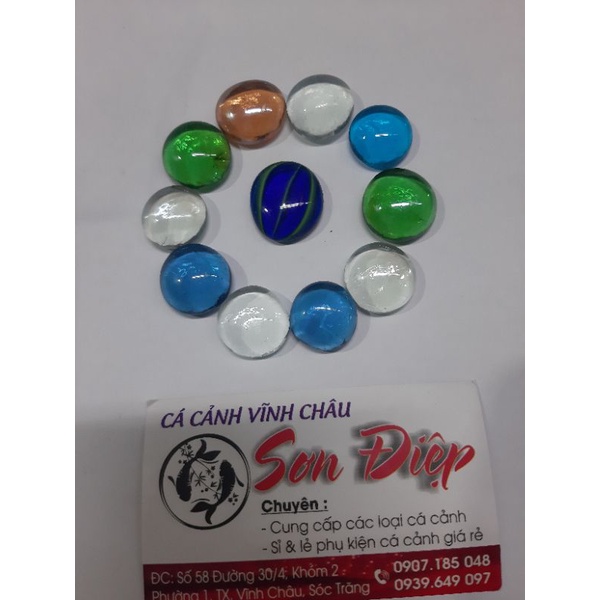 CÁ CẢNH VĨNH CHÂU
Sơn Điệp
Chuyên :
- Cung cấp các loại cá cảnh
- Sỉ & lẻ phụ kiện cá cảnh giá rẻ
ĐC: Số 58 Đường 30/4, Khóm 2
Phường 1, TX. Vĩnh Châu, Sóc Trăng
0907.185 048
0939.649 097